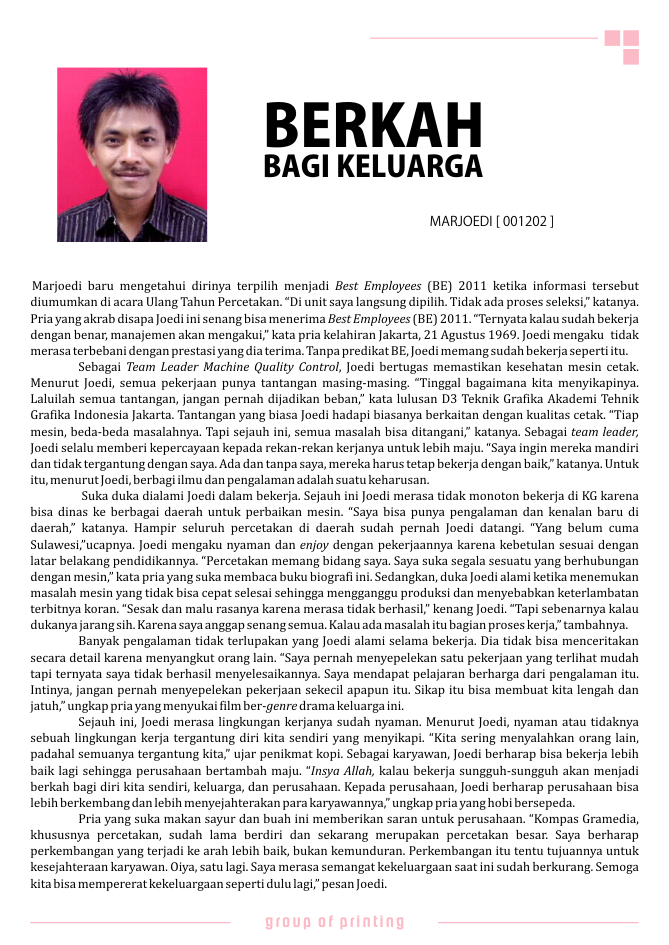 BERKAH
BAGI KELUARGA
MARJOEDI [ 001202 ]
Marjoedi baru mengetahui dirinya terpilih menjadi Best Employees (BE) 2011 ketika informasi tersebut
diumumkan di acara Ulang Tahun Percetakan. “Di unit saya langsung dipilih. Tidak ada proses seleksi,” katanya.
Pria yang akrab disapa Joedi ini senang bisa menerima Best Employees (BE) 2011. “Ternyata kalau sudah bekerja
dengan benar, manajemen akan mengakui,” kata pria kelahiran Jakarta, 21 Agustus 1969. Joedi mengaku tidak
merasa terbebani dengan prestasi yang dia terima. Tanpa predikat BE, Joedi memang sudah bekerja seperti itu.
Sebagai Team Leader Machine Quality Control, Joedi bertugas memastikan kesehatan mesin cetak.
Menurut Joedi, semua pekerjaan punya tantangan masing-masing. “Tinggal bagaimana kita menyikapinya.
Laluilah semua tantangan, jangan pernah dijadikan beban,” kata lulusan D3 Teknik Grafika Akademi Tehnik
Grafika Indonesia Jakarta. Tantangan yang biasa Joedi hadapi biasanya berkaitan dengan kualitas cetak. “Tiap
mesin, beda-beda masalahnya. Tapi sejauh ini, semua masalah bisa ditangani,” katanya. Sebagai team leader,
Joedi selalu memberi kepercayaan kepada rekan-rekan kerjanya untuk lebih maju. “Saya ingin mereka mandiri
dan tidak tergantung dengan saya. Ada dan tanpa saya, mereka harus tetap bekerja dengan baik,” katanya. Untuk
itu, menurut Joedi, berbagi ilmu dan pengalaman adalah suatu keharusan.
Suka duka dialami Joedi dalam bekerja. Sejauh ini Joedi merasa tidak monoton bekerja di KG karena
bisa dinas ke berbagai daerah untuk perbaikan mesin. “Saya bisa punya pengalaman dan kenalan baru di
daerah,” katanya. Hampir seluruh percetakan di daerah sudah pernah Joedi datangi. “Yang belum cuma
Sulawesi,”ucapnya. Joedi mengaku nyaman dan enjoy dengan pekerjaannya karena kebetulan sesuai dengan
latar belakang pendidikannya. “Percetakan memang bidang saya. Saya suka segala sesuatu yang berhubungan
dengan mesin,” kata pria yang suka membaca buku biografi ini. Sedangkan, duka Joedi alami ketika menemukan
masalah mesin yang tidak bisa cepat selesai sehingga mengganggu produksi dan menyebabkan keterlambatan
terbitnya koran. “Sesak dan malu rasanya karena merasa tidak berhasil,” kenang Joedi. “Tapi sebenarnya kalau
dukanya jarang sih. Karena saya anggap senang semua. Kalau ada masalah itu bagian proses kerja,” tambahnya.
Banyak pengalaman tidak terlupakan yang Joedi alami selama bekerja. Dia tidak bisa menceritakan
secara detail karena menyangkut orang lain. “Saya pernah menyepelekan satu pekerjaan yang terlihat mudah
tapi ternyata saya tidak berhasil menyelesaikannya. Saya mendapat pelajaran berharga dari pengalaman itu.
Intinya, jangan pernah menyepelekan pekerjaan sekecil apapun itu. Sikap itu bisa membuat kita lengah dan
jatuh,” ungkap pria yang menyukai film ber-genre drama keluarga ini.
Sejauh ini, Joedi merasa lingkungan kerjanya sudah nyaman. Menurut Joedi, nyaman atau tidaknya
sebuah lingkungan kerja tergantung diri kita sendiri yang menyikapi. “Kita sering menyalahkan orang lain,
padahal semuanya tergantung kita,” ujar penikmat kopi. Sebagai karyawan, Joedi berharap bisa bekerja lebih
baik lagi sehingga perusahaan bertambah maju. “Insya Allah, kalau bekerja sungguh-sungguh akan menjadi
berkah bagi diri kita sendiri, keluarga, dan perusahaan. Kepada perusahaan, Joedi berharap perusahaan bisa
lebih berkembang dan lebih menyejahterakan para karyawannya,” ungkap pria yang hobi bersepeda.
Pria yang suka makan sayur dan buah ini memberikan saran untuk perusahaan. “Kompas Gramedia,
khususnya percetakan, sudah lama berdiri dan sekarang merupakan percetakan besar. Saya berharap
perkembangan yang terjadi ke arah lebih baik, bukan kemunduran. Perkembangan itu tentu tujuannya untuk
kesejahteraan karyawan. Oiya, satu lagi. Saya merasa semangat kekeluargaan saat ini sudah berkurang. Semoga
kita bisa mempererat kekeluargaan seperti dulu lagi,” pesan Joedi.
group of printing